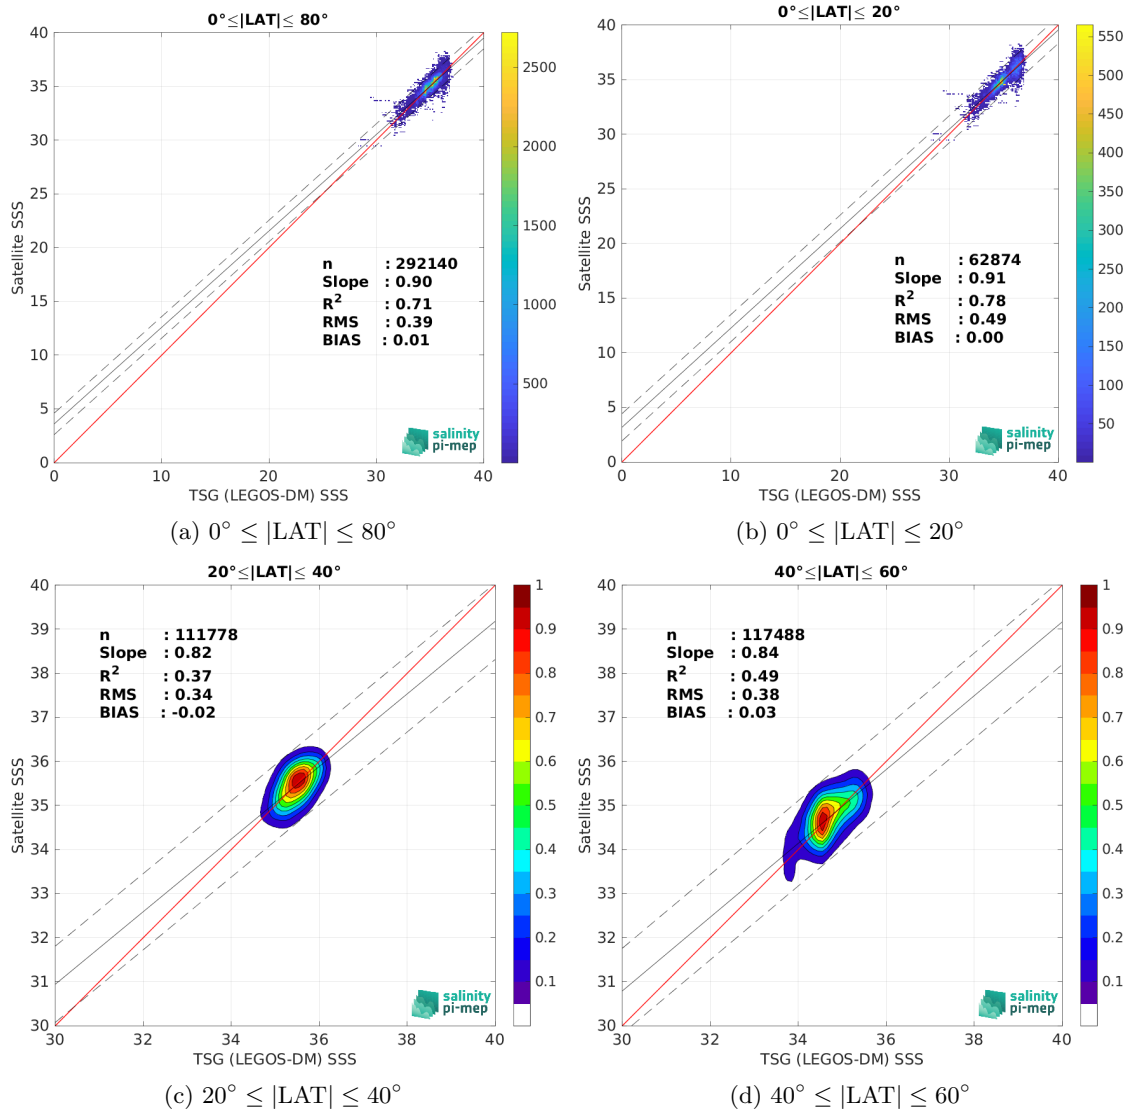 0°≤|LAT|≤ 80°
40
35
30
25
20
15
10
5
0
Satellite SSS
n : 292140
Slope : 0.90
R2 : 0.71
RMS : 0.39
BIAS : 0.01
salinity
pi-mep
0 10 20 30 40
TSG (LEGOS-DM) SSS
2500
2000
1500
1000
500
(a) 0° ≤ |LAT| ≤ 80°
0°≤|LAT|≤ 20°
40
35
30
25
20
15
10
5
0
Satellite SSS
n : 62874
Slope : 0.91
R2 : 0.78
RMS : 0.49
BIAS : 0.00
salinity
pi-mep
0 10 20 30 40
TSG (LEGOS-DM) SSS
550
500
450
400
350
300
250
200
150
100
50
(b) 0° ≤ |LAT| ≤ 20°
20°≤|LAT|≤ 40°
40
39
38
37
36
35
34
33
32
31
30
Satellite SSS
n : 111778
Slope : 0.82
R2 : 0.37
RMS : 0.34
BIAS : -0.02
salinity
pi-mep
30 32 34 36 38 40
TSG (LEGOS-DM) SSS
1
0.9
0.8
0.7
0.6
0.5
0.4
0.3
0.2
0.1
(c) 20° ≤ |LAT| ≤ 40°
40°≤|LAT|≤ 60°
40
39
38
37
36
35
34
33
32
31
30
Satellite SSS
n : 117488
Slope : 0.84
R2 : 0.49
RMS : 0.38
BIAS : 0.03
salinity
pi-mep
30 32 34 36 38 40
TSG (LEGOS-DM) SSS
1
0.9
0.8
0.7
0.6
0.5
0.4
0.3
0.2
0.1
(d) 40° ≤ |LAT| ≤ 60°